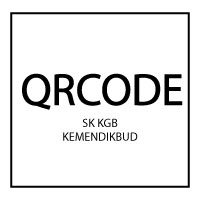 QRCODE
SK KGB
KEMENDIKBUD